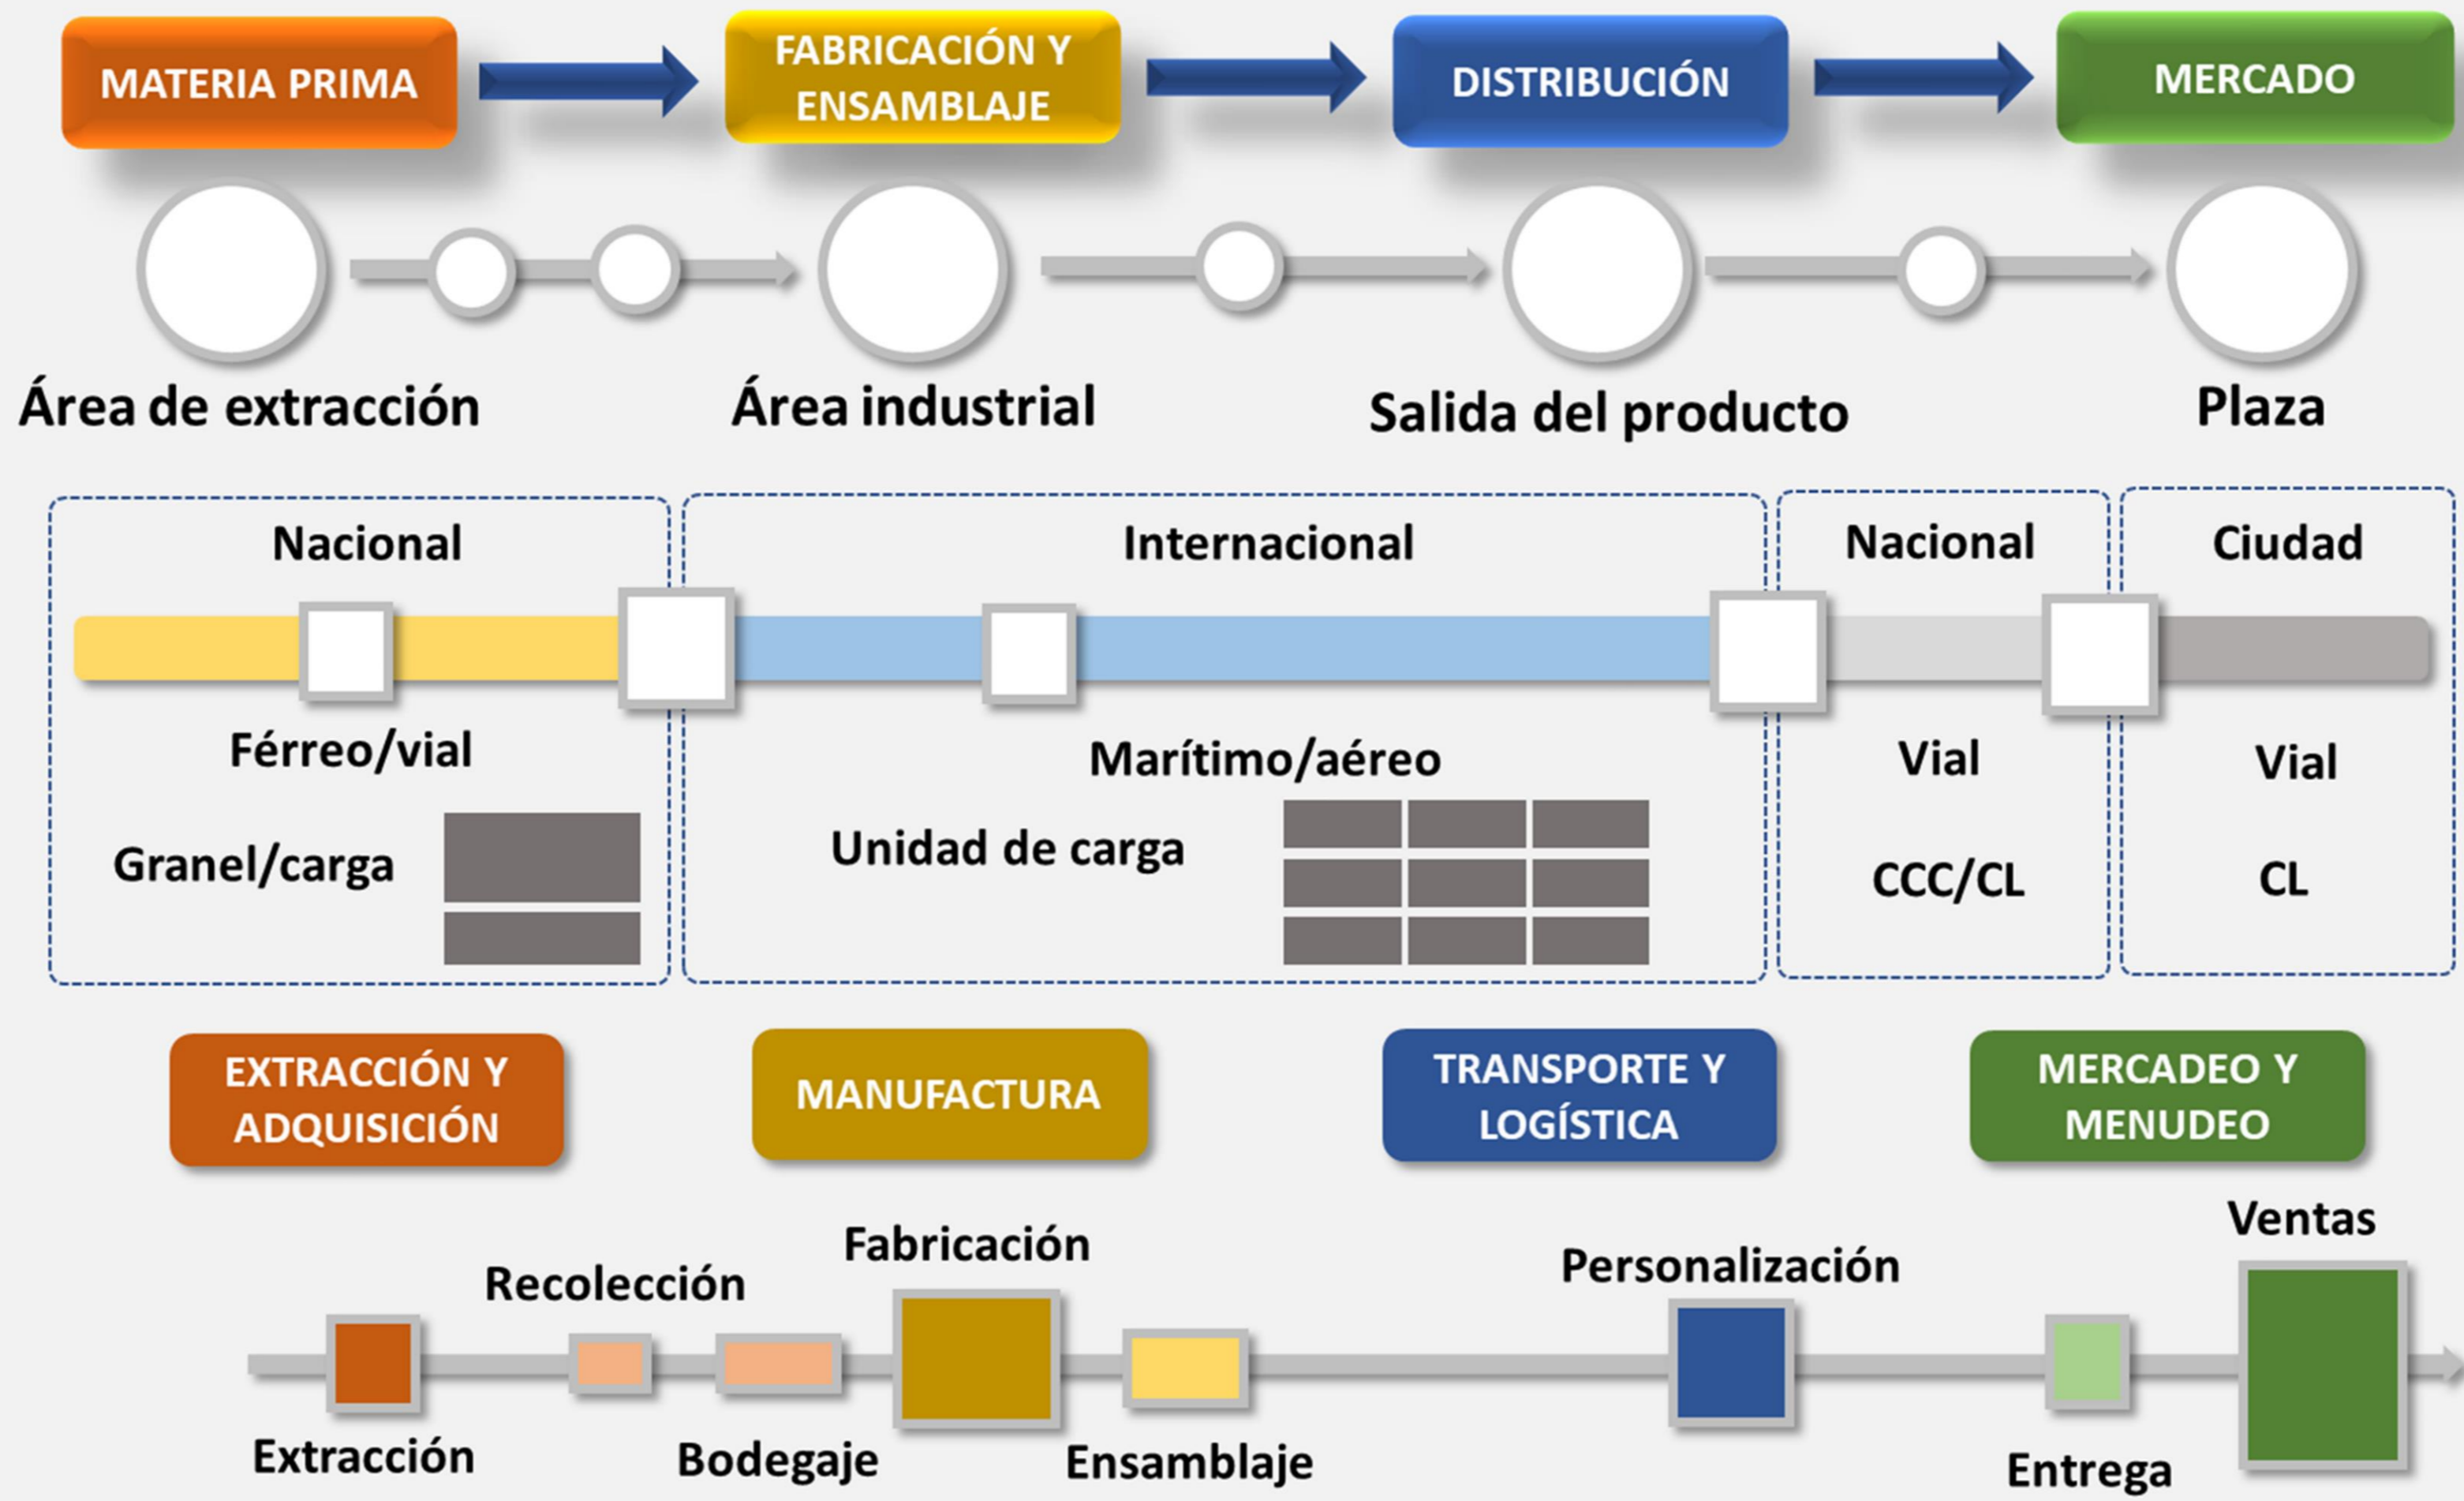 MATERIA PRIMA
FABRICACIÓN Y
ENSAMBLAJE
DISTRIBUCIÓN
MERCADO
Área de extracción
Área industrial
Salida del producto
Plaza
Nacional
Internacional
Nacional
Ciudad
Férreo/vial
Marítimo/aéreo
Vial
Vial
Granel/carga
Unidad de carga
CCC/CL
CL
EXTRACCIÓN Y
ADQUISICIÓN
MANUFACTURA
TRANSPORTE Y
LOGÍSTICA
MERCADEO Y
MENUDEO
Extracción
Recolección
Bodegaje
Fabricación
Ensamblaje
Personalización
Entrega
Ventas